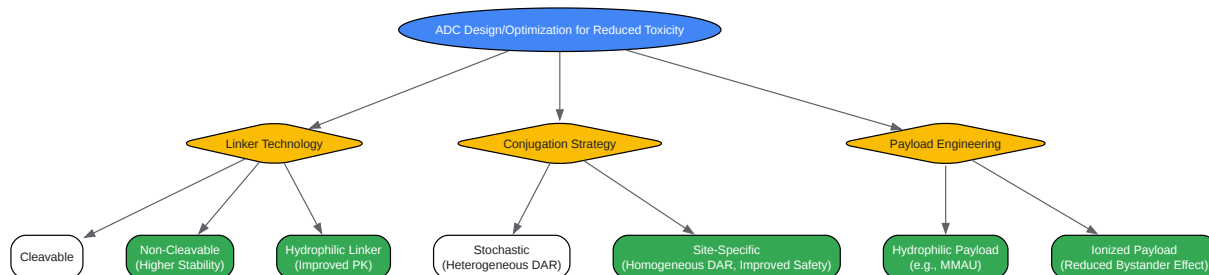 ADC Design/Optimization for Reduced Toxicity
Linker Technology
Conjugation Strategy
Payload Engineering
Cleavable
Non-Cleavable
(Higher Stability)
Hydrophilic Linker
(Improved PK)
Stochastic
(Heterogeneous DAR)
Site-Specific
(Homogeneous DAR, Improved Safety)
Hydrophilic Payload
(e.g., MMAU)
Ionized Payload
(Reduced Bystander Effect)